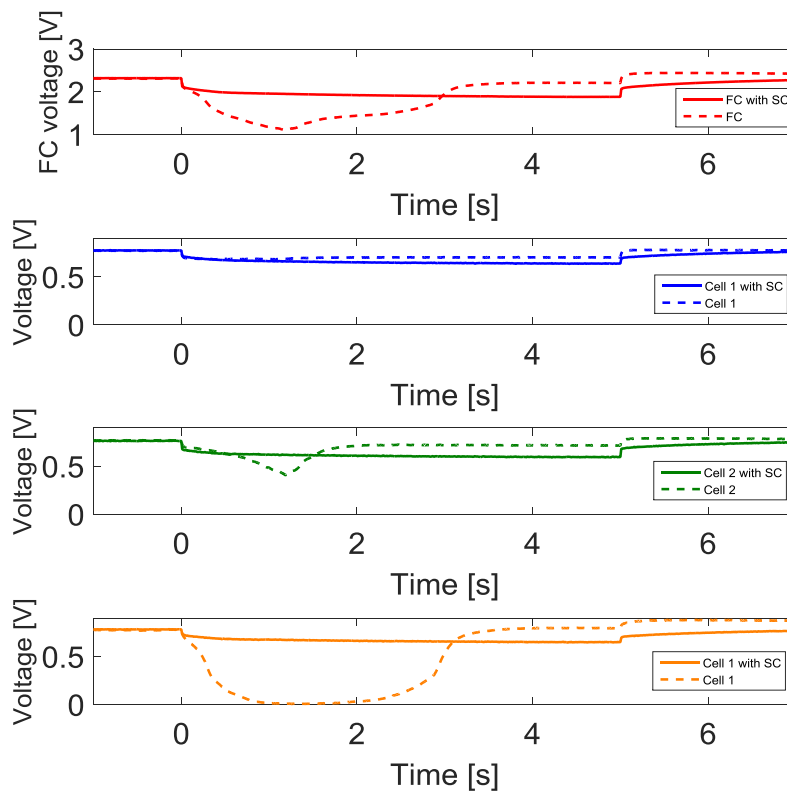 FC voltage [V]
3
2
1
FC with SC
FC
0
2
4
6
Time [s]
Voltage [V]
0.5
0
Cell 1 with SC
Cell 1
0
2
4
6
Time [s]
Voltage [V]
0.5
0
Cell 2 with SC
Cell 2
0
2
4
6
Time [s]
Voltage [V]
0.5
0
Cell 1 with SC
Cell 1
0
2
4
6
Time [s]